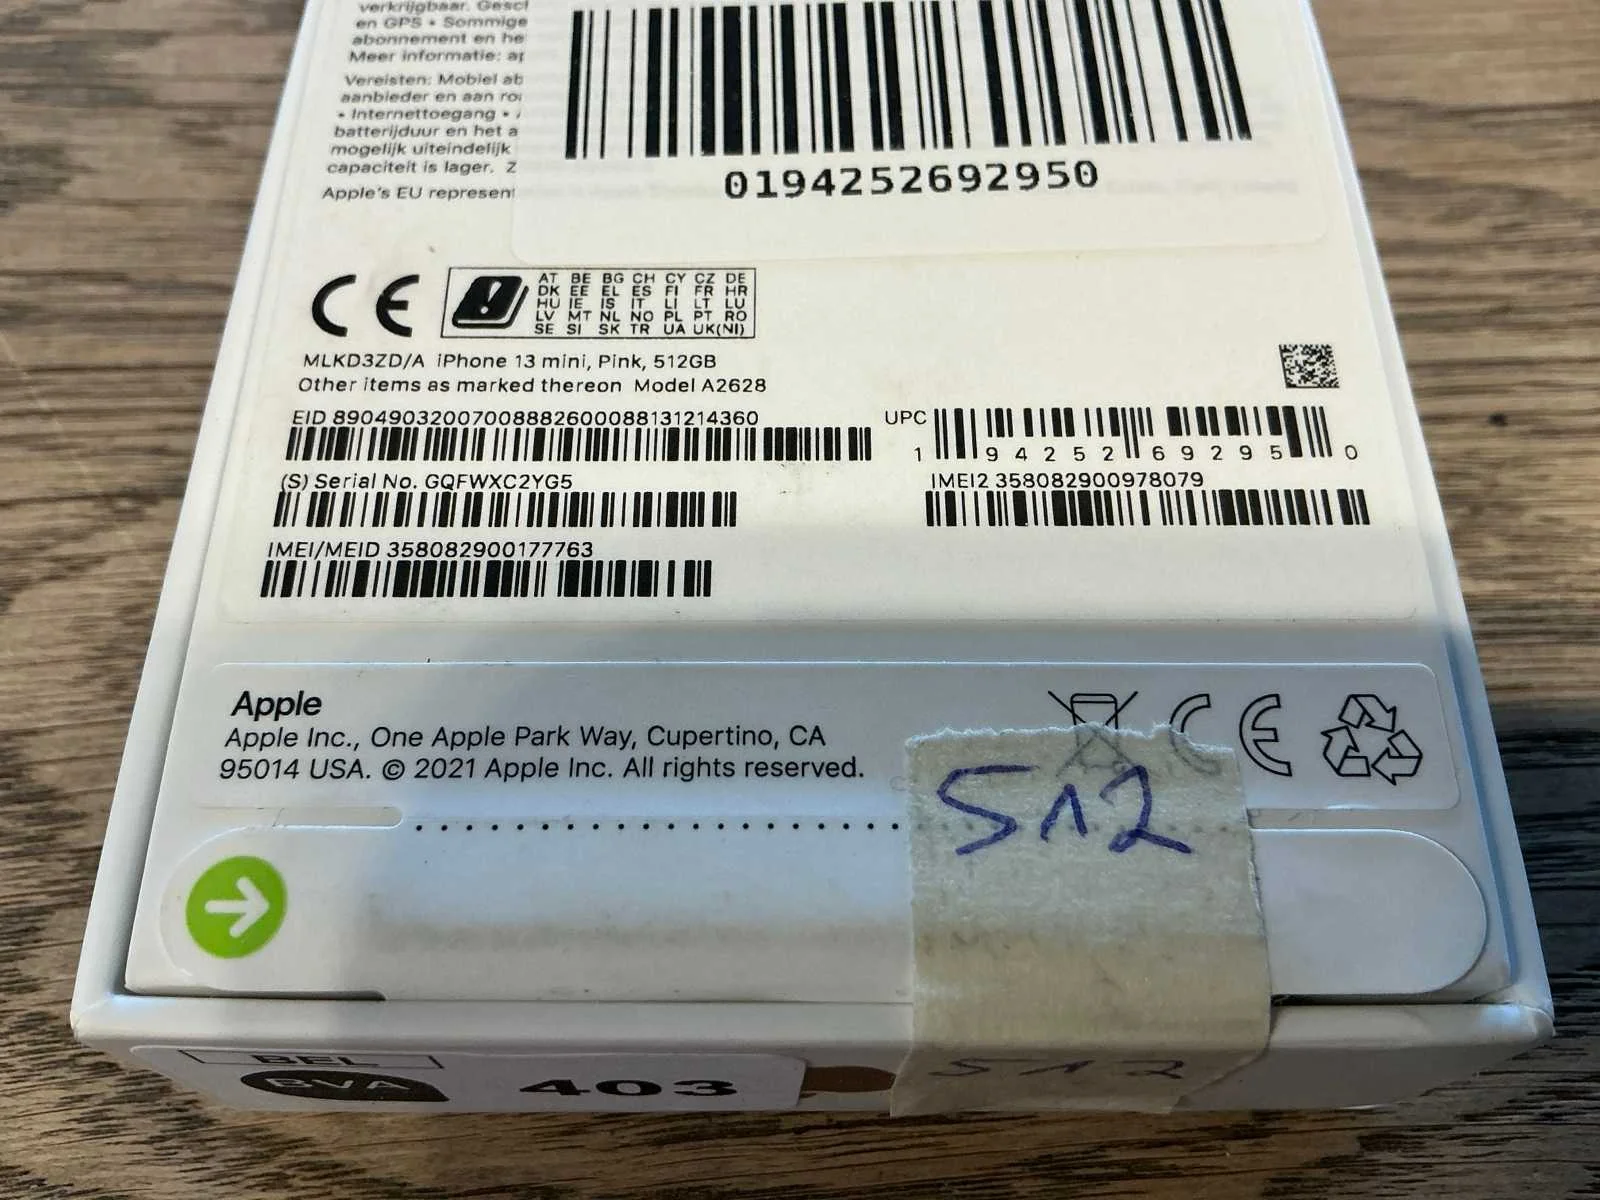 verkrijgbaar.
en GPS • Sommige
abonnement en he
Meer informatie: ap
Vereisten: Mobiel ab
aanbieder en aan ro
• Internettoegang •
batterijduur en het a
mogelijk uiteindelijk
capaciteit is lager. Z
Apple's EU represent
0194252692950
CE
AT BE BG CH CY CZ DE
DK EE EL ES FI FR HR
HU IE IS IT LI LT LU
LV MT NL NO PL PT RO
SE SI SK TR UA UK(NI)
MLKD3ZD/A iPhone 13 mini, Pink, 512GB
Other items as marked thereon Model A2628
EID 89049032007008882600088131214360
UPC
1 94252 69295 0
(S) Serial No. GQFWXC2YG5
IMEI2 358082900978079
IMEI/MEID 358082900177763
Apple
Apple Inc., One Apple Park Way, Cupertino, CA
95014 USA. © 2021 Apple Inc. All rights reserved.
CE
512
BEL
BVA
403
512